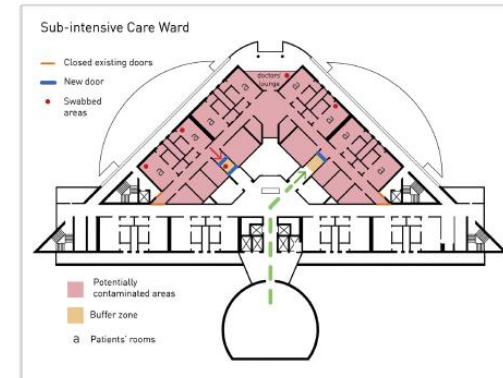 Sub-intensive Care Ward
Closed existing doors
New door
Swabbed
areas
doctors'
lounge
a
a
a
a
a
a
a
a
Potentially
contaminated areas
Buffer zone
a Patients' rooms